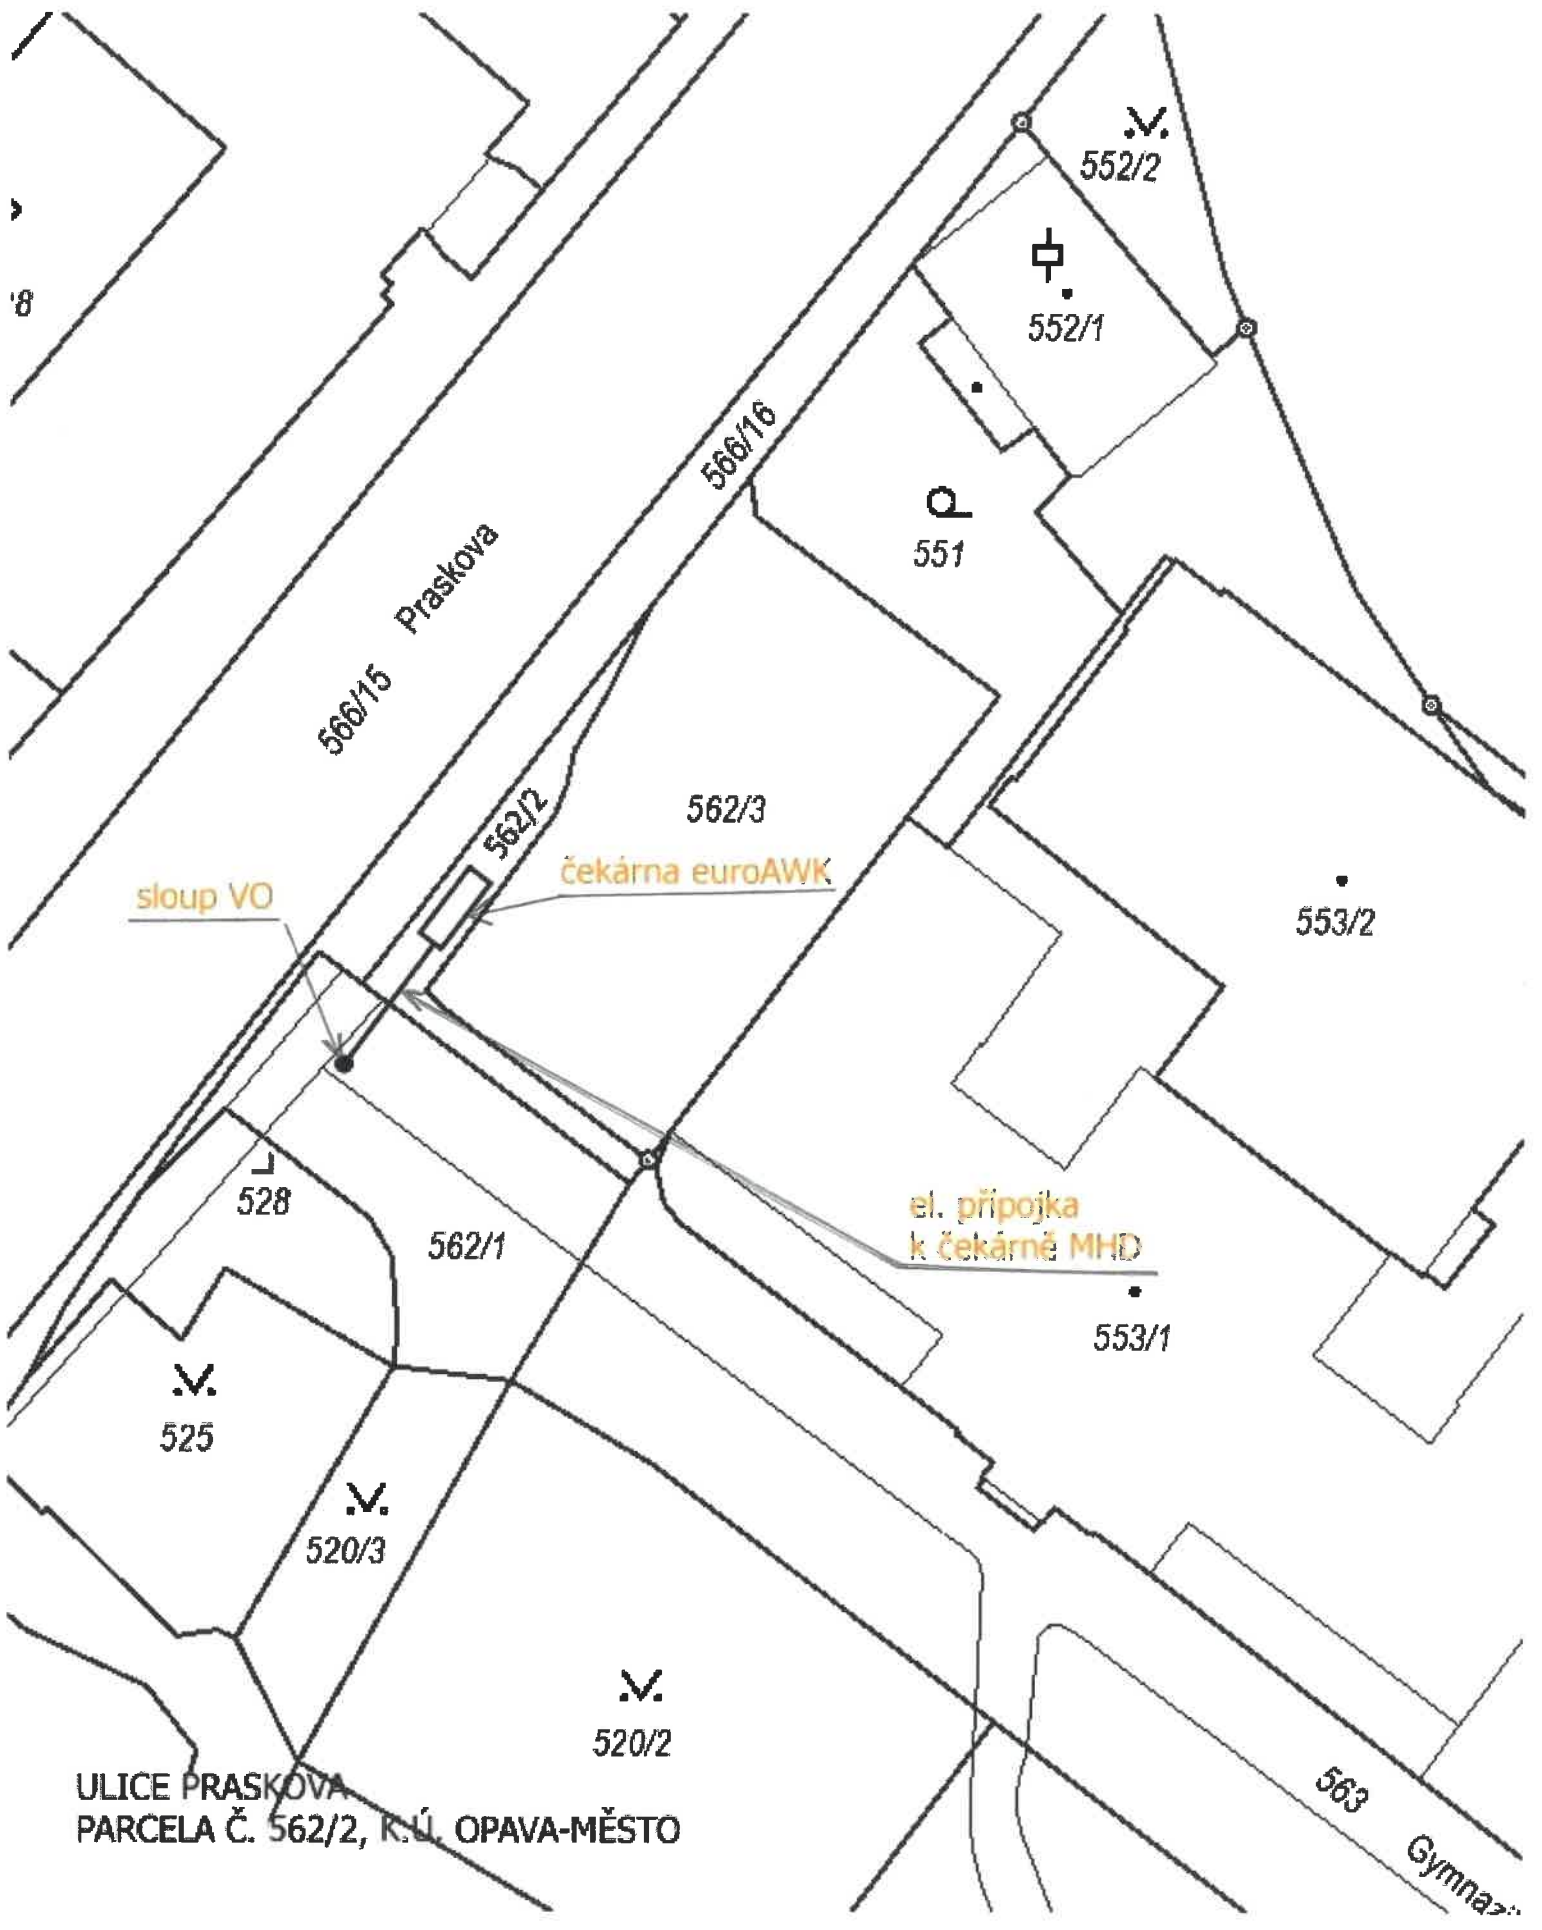 552/2
'8
552/1
566/16
551
Praskova
566/15
562/2
562/3
čekárna euroAWK
sloup VO
553/2
528
562/1
el. přípojka
k čekárně MHD
553/1
525
520/3
520/2
563
ULICE PRASKOVA
PARCELA Č. 562/2, K.Ú. OPAVA-MĚSTO